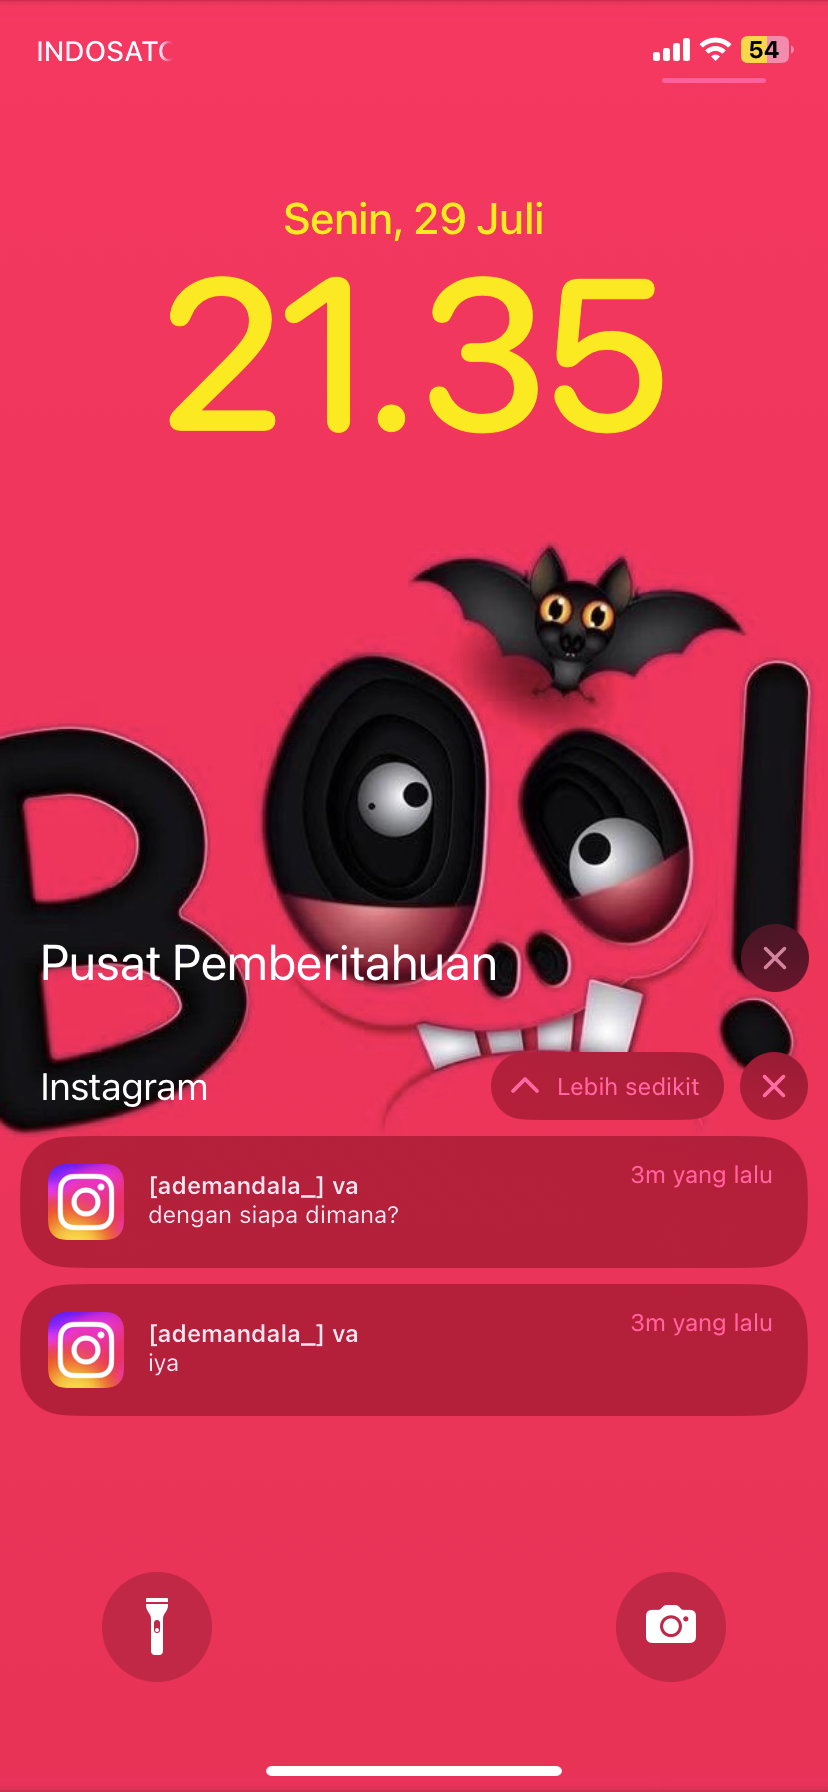 INDOSAT
54
Senin, 29 Juli
21.35
BOO!
Pusat Pemberitahuan
Instagram
Lebih sedikit
[ademandala_] va
3m yang lalu
dengan siapa dimana?
[ademandala_] va
3m yang lalu
iya